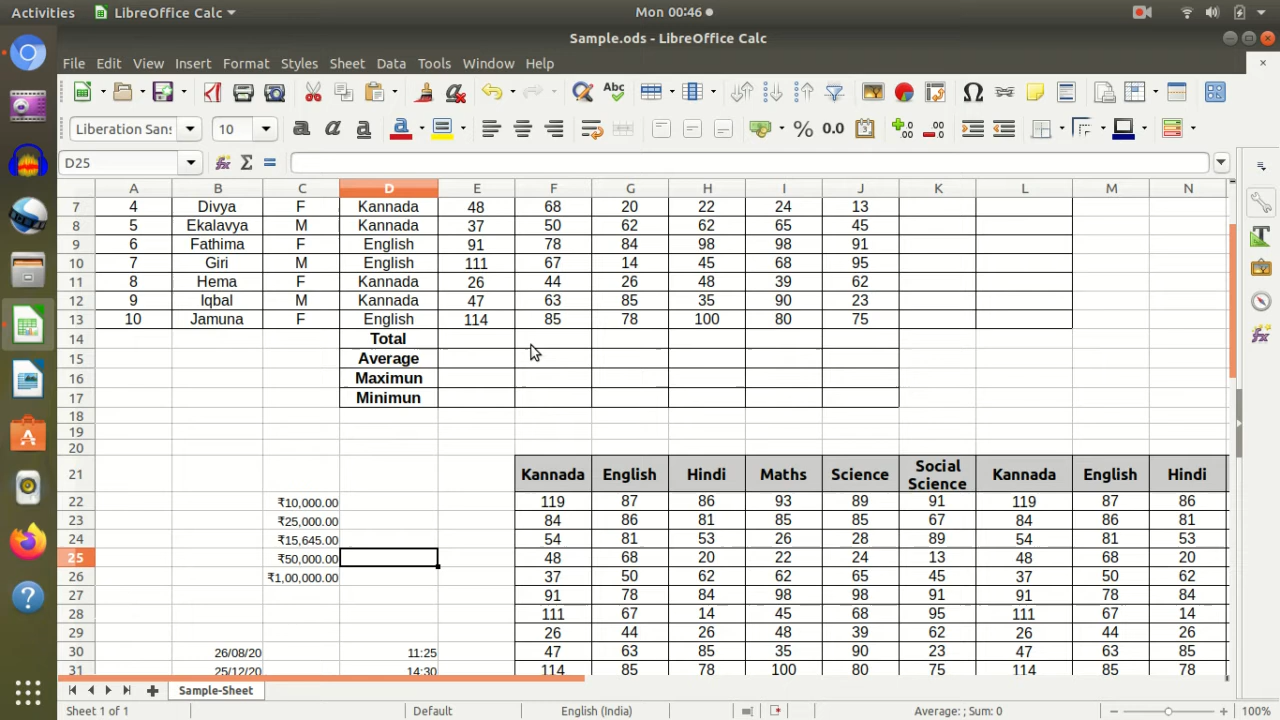 Activities LibreOffice Calc Mon 00:46
Sample.ods - LibreOffice Calc
File Edit View Insert Format Styles Sheet Data Tools Window Help
Liberation Sans 10
D25
A B C D E F G H I J K L M N
7 4 Divya F Kannada 48 68 20 22 24 13
8 5 Ekalavya M Kannada 37 50 62 62 65 45
9 6 Fathima F English 91 78 84 98 98 91
10 7 Giri M English 111 67 14 45 68 95
11 8 Hema F Kannada 26 44 26 48 39 62
12 9 Iqbal M Kannada 47 63 85 35 90 23
13 10 Jamuna F English 114 85 78 100 80 75
14 Total
15 Average
16 Maximun
17 Minimun
18
19
20
21 Kannada English Hindi Maths Science Social Science Kannada English Hindi
22 ₹10,000.00 119 87 86 93 89 91 119 87 86
23 ₹25,000.00 84 86 81 85 85 67 84 86 81
24 ₹15,645.00 54 81 53 26 28 89 54 81 53
25 ₹50,000.00 48 68 20 22 24 13 48 68 20
26 ₹1,00,000.00 37 50 62 62 65 45 37 50 62
27 91 78 84 98 98 91 91 78 84
28 111 67 14 45 68 95 111 67 14
29 26 44 26 48 39 62 26 44 26
30 26/08/20 11:25 47 63 85 35 90 23 47 63 85
31 25/12/20 14:30 114 85 78 100 80 75 114 85 78
Sample-Sheet
Sheet 1 of 1 Default English (India) Average: ; Sum: 0 100%